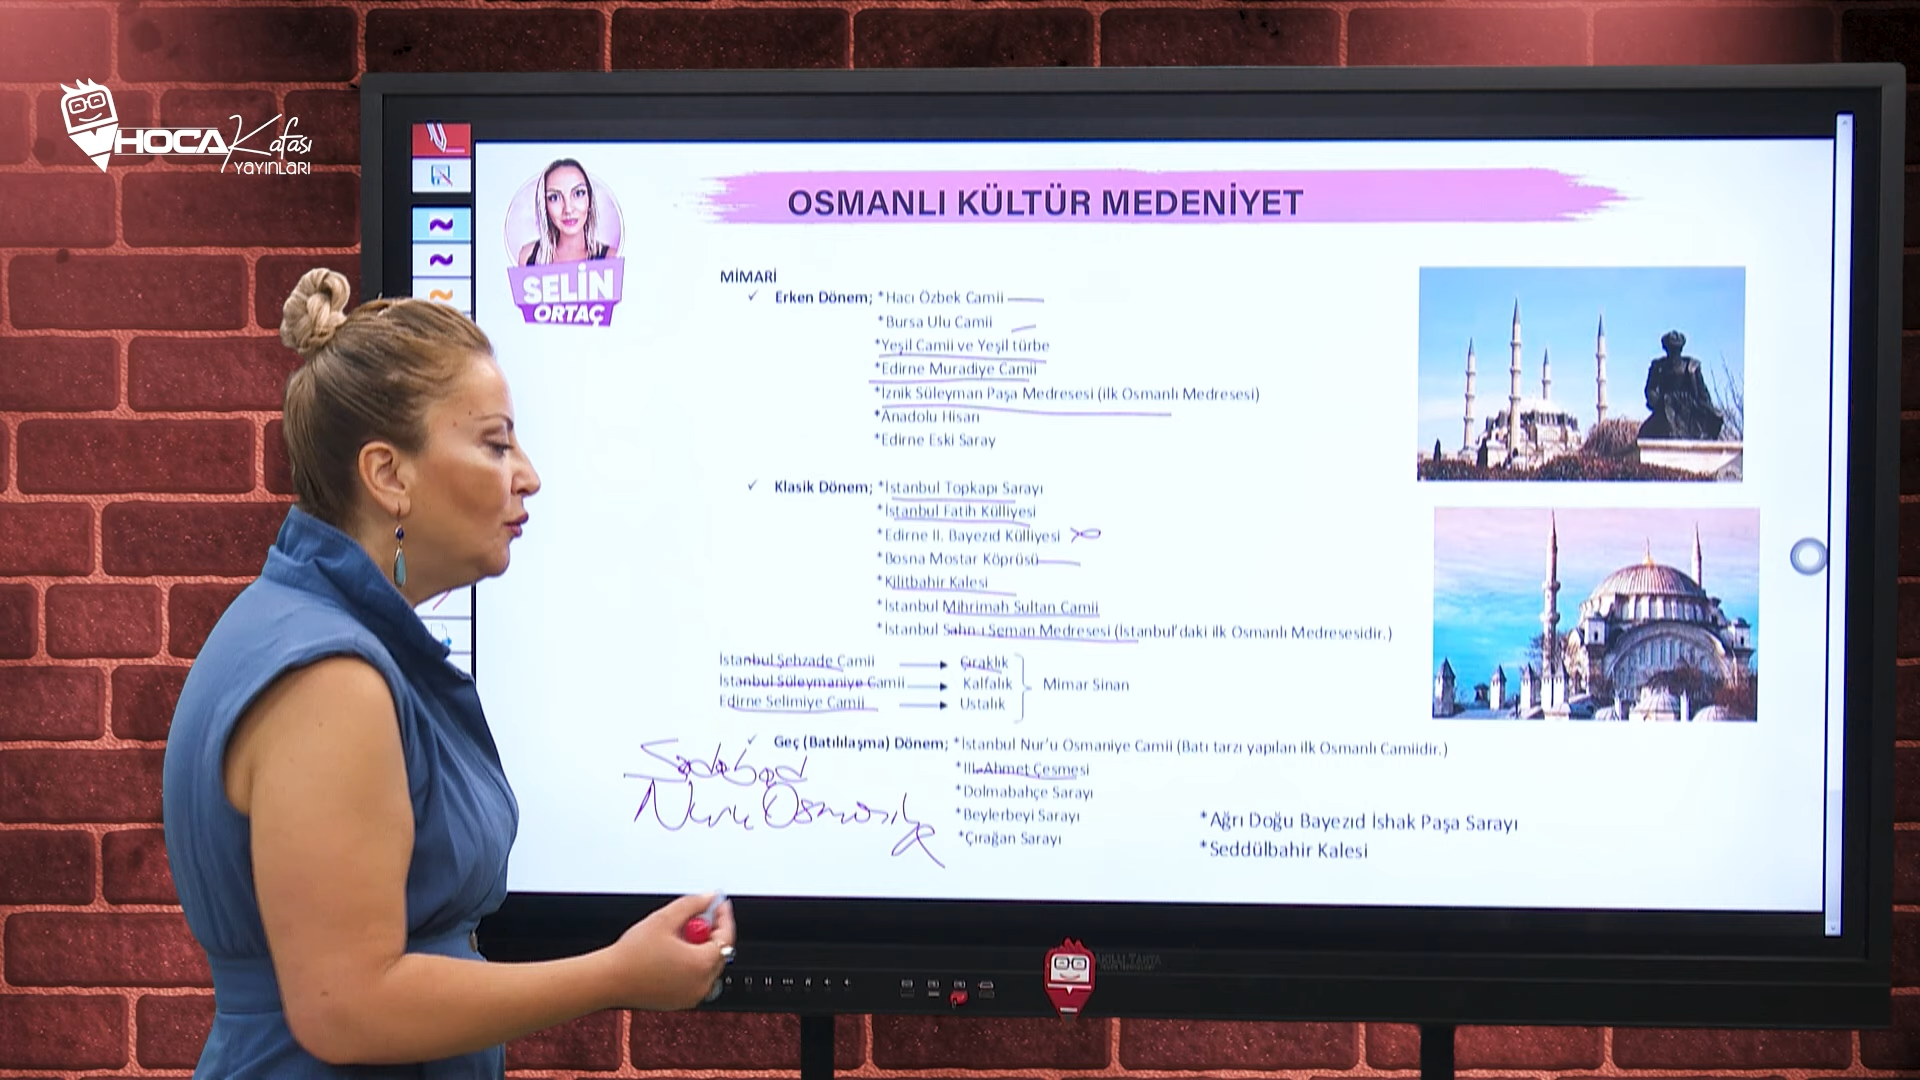 HOCA Kafası
YAYINLARI
SELİN
ORTAÇ
OSMANLI KÜLTÜR MEDENİYET
MİMARİ
✓ Erken Dönem; *Hacı Özbek Camii
*Bursa Ulu Camii
*Yeşil Camii ve Yeşil türbe
*Edirne Muradiye Camii
*İznik Süleyman Paşa Medresesi (ilk Osmanlı Medresesi)
*Anadolu Hisarı
*Edirne Eski Saray
✓ Klasik Dönem; *İstanbul Topkapı Sarayı
*İstanbul Fatih Külliyesi
*Edirne II. Bayezıd Külliyesi
*Bosna Mostar Köprüsü
*Kilitbahir Kalesi
*İstanbul Mihrimah Sultan Camii
*İstanbul Sahn-ı Seman Medresesi (İstanbul'daki ilk Osmanlı Medresesidir.)
İstanbul Şehzade Camii → Çıraklık
İstanbul Süleymaniye Camii → Kalfalık } Mimar Sinan
Edirne Selimiye Camii → Ustalık
✓ Geç (Batılılaşma) Dönem; *İstanbul Nur'u Osmaniye Camii (Batı tarzı yapılan ilk Osmanlı Camiidir.)
Sadabad
*III. Ahmet Çeşmesi
*Dolmabahçe Sarayı
Nuru
*Beylerbeyi Sarayı
*Çırağan Sarayı
*Ağrı Doğu Bayezıd İshak Paşa Sarayı
*Seddülbahir Kalesi
AKILLI TAHTA